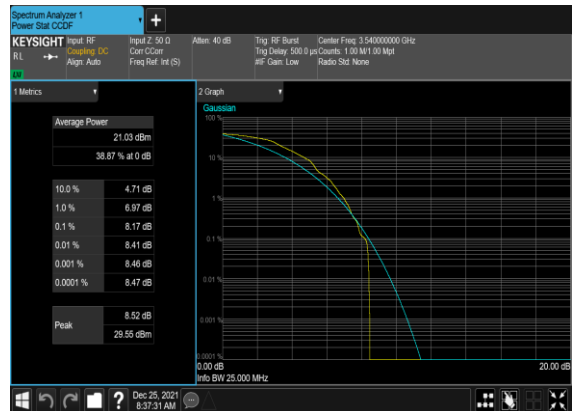 Spectrum Analyzer 1
Power Stat CCDF
KEYSIGHT
RL
Input: RF
Coupling: DC
Align: Auto
Input Z: 50 Ω
Corr CCorr
Freq Ref: Int (S)
Atten: 40 dB
Trig: RF Burst
Trig Delay: 500.0 µs
#IF Gain: Low
Center Freq: 3.540000000 GHz
Counts: 1.00 M/1.00 Mpt
Radio Std: None
1 Metrics
Average Power
21.03 dBm
38.87 % at 0 dB
10.0 % 4.71 dB
1.0 % 6.97 dB
0.1 % 8.17 dB
0.01 % 8.41 dB
0.001 % 8.46 dB
0.0001 % 8.47 dB
Peak
8.52 dB
29.55 dBm
2 Graph
Gaussian
100 %
10 %
1 %
0.1 %
0.01 %
0.001 %
0.0001 %
0.00 dB
20.00 dB
Info BW 25.000 MHz
?
Dec 25, 2021
8:37:31 AM